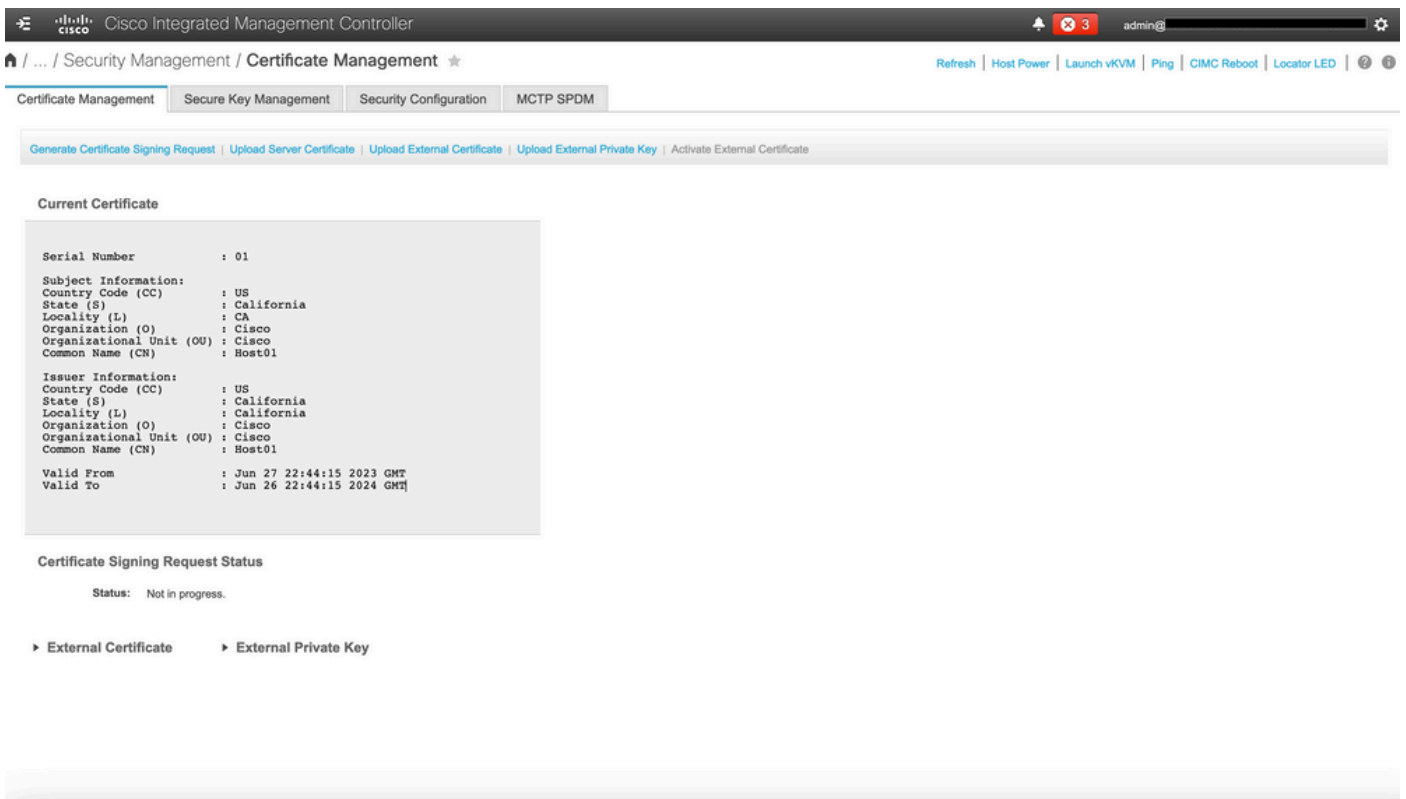 cisco Cisco Integrated Management Controller 3 admin@
/ ... / Security Management / Certificate Management
Refresh | Host Power | Launch vKVM | Ping | CIMC Reboot | Locator LED | ? i
Certificate Management Secure Key Management Security Configuration MCTP SPDM
Generate Certificate Signing Request | Upload Server Certificate | Upload External Certificate | Upload External Private Key | Activate External Certificate
Current Certificate
Serial Number : 01
Subject Information:
Country Code (CC) : US
State (S) : California
Locality (L) : CA
Organization (O) : Cisco
Organizational Unit (OU) : Cisco
Common Name (CN) : Host01
Issuer Information:
Country Code (CC) : US
State (S) : California
Locality (L) : California
Organization (O) : Cisco
Organizational Unit (OU) : Cisco
Common Name (CN) : Host01
Valid From : Jun 27 22:44:15 2023 GMT
Valid To : Jun 26 22:44:15 2024 GMT
Certificate Signing Request Status
Status: Not in progress.
External Certificate External Private Key